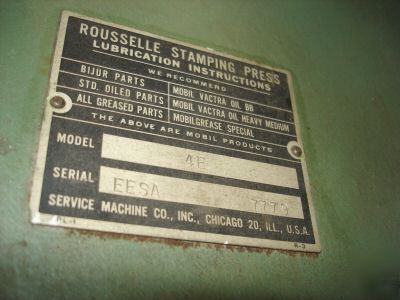 ROUSSELLE STAMPING PRESS
LUBRICATION INSTRUCTIONS
WE RECOMMEND
BIJUR PARTS MOBIL VACTRA OIL BB
STD. OILED PARTS MOBIL VACTRA OIL HEAVY MEDIUM
ALL GREASED PARTS MOBILGREASE SPECIAL
THE ABOVE ARE MOBIL PRODUCTS
MODEL
SERIAL EESA 7779
SERVICE MACHINE CO., INC., CHICAGO 20, ILL., U.S.A.